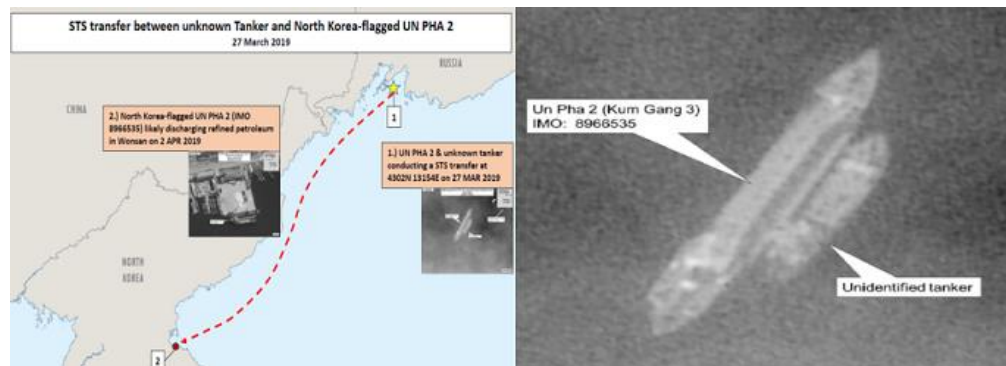 STS transfer between unknown Tanker and North Korea-flagged UN PHA 2
27 March 2019
RUSSIA
CHINA
1
2.) North Korea-flagged UN PHA 2 (IMO
8966535) likely discharging refined petroleum
in Wonsan on 2 APR 2019
1.) UN PHA 2 & unknown tanker
conducting a STS transfer at
4302N 13154E on 27 MAR 2019
NORTH
KOREA
2
Un Pha 2 (Kum Gang 3)
IMO: 8966535
Unidentified tanker